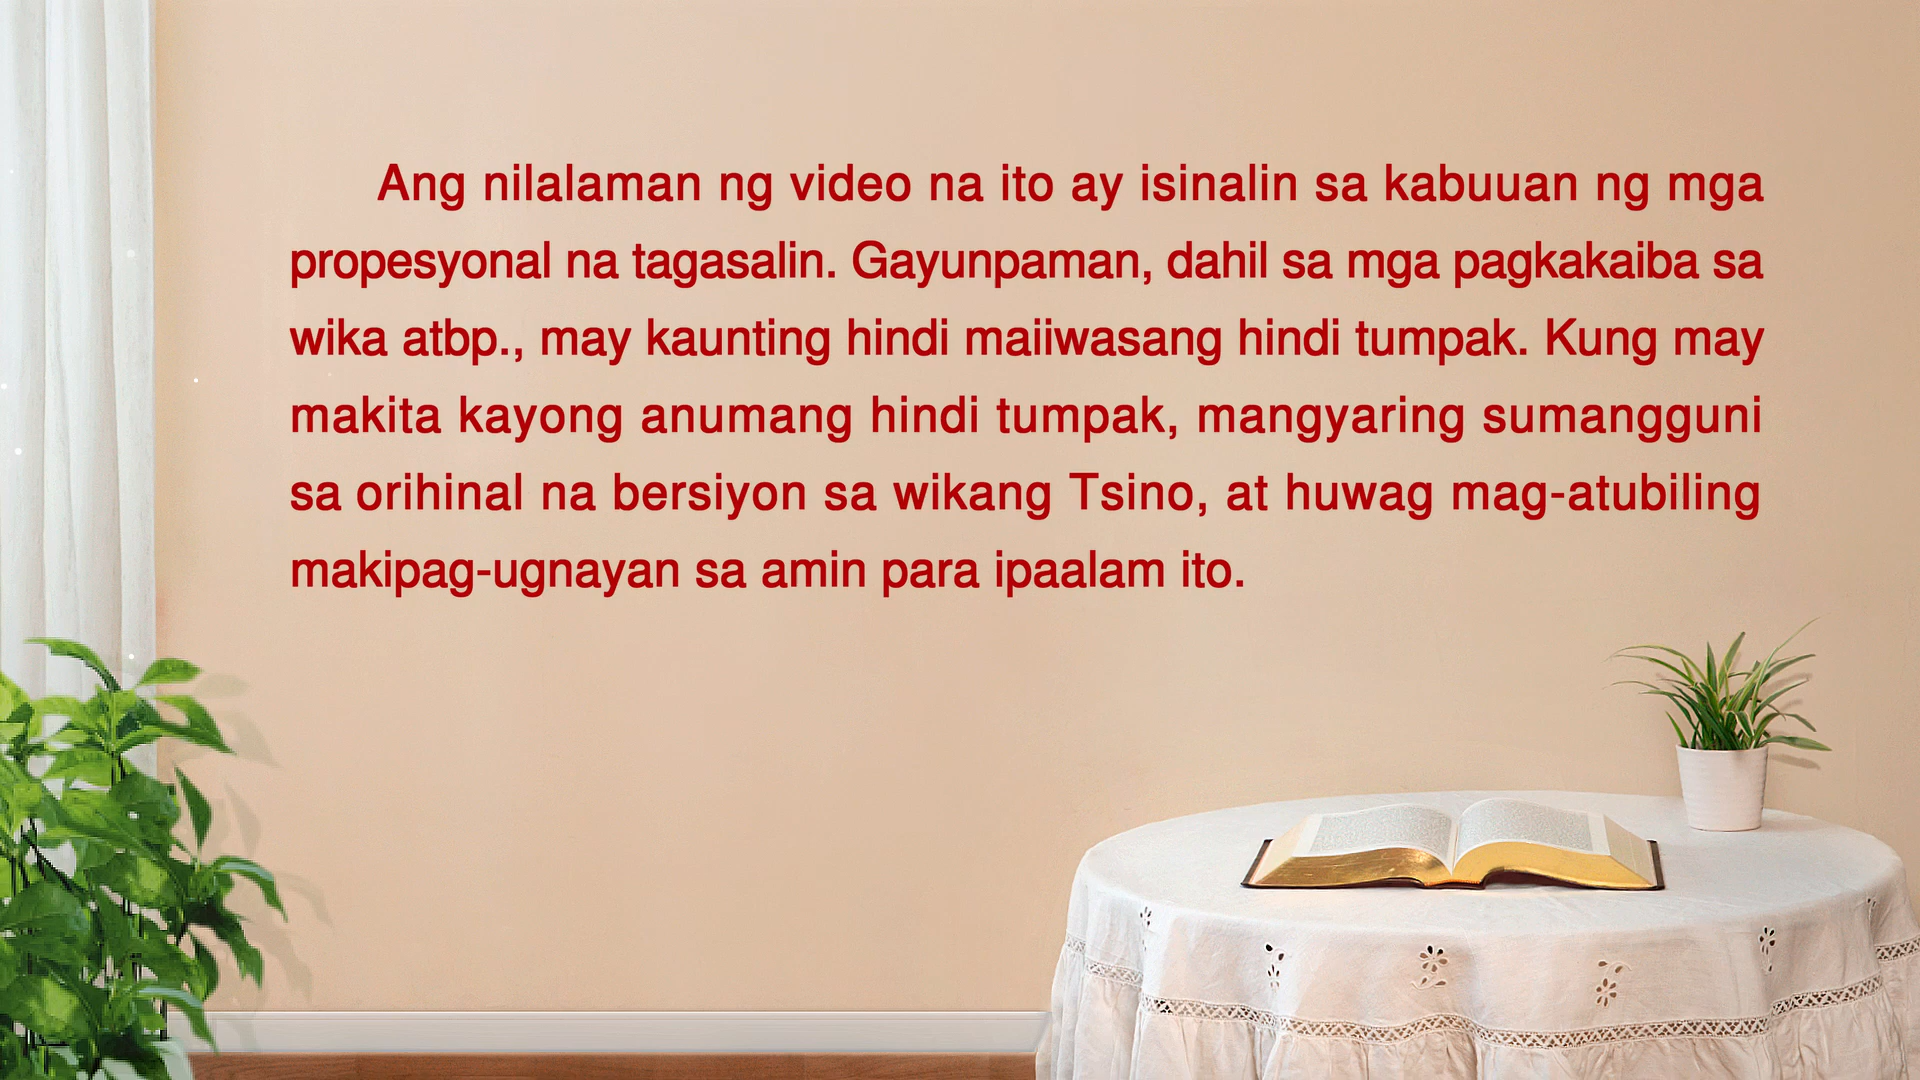 Ang nilalaman ng video na ito ay isinalin sa kabuuan ng mga
propesyonal na tagasalin. Gayunpaman, dahil sa mga pagkakaiba sa
wika atbp., may kaunting hindi maiiwasang hindi tumpak. Kung may
makita kayong anumang hindi tumpak, mangyaring sumangguni
sa orihinal na bersiyon sa wikang Tsino, at huwag mag-atubiling
makipag-ugnayan sa amin para ipaalam ito.